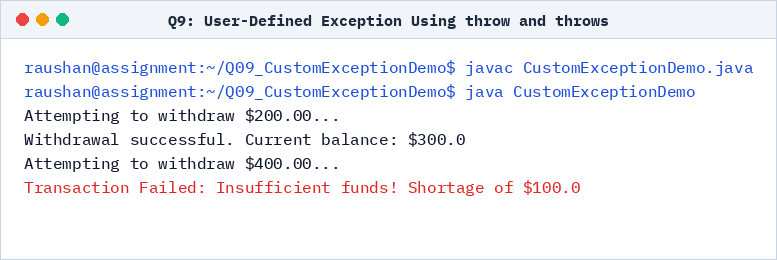 Q9: User-Defined Exception Using throw and throws
raushan@assignment:~/Q09_CustomExceptionDemo$ javac CustomExceptionDemo.java
raushan@assignment:~/Q09_CustomExceptionDemo$ java CustomExceptionDemo
Attempting to withdraw $200.00...
Withdrawal successful. Current balance: $300.0
Attempting to withdraw $400.00...
Transaction Failed: Insufficient funds! Shortage of $100.0